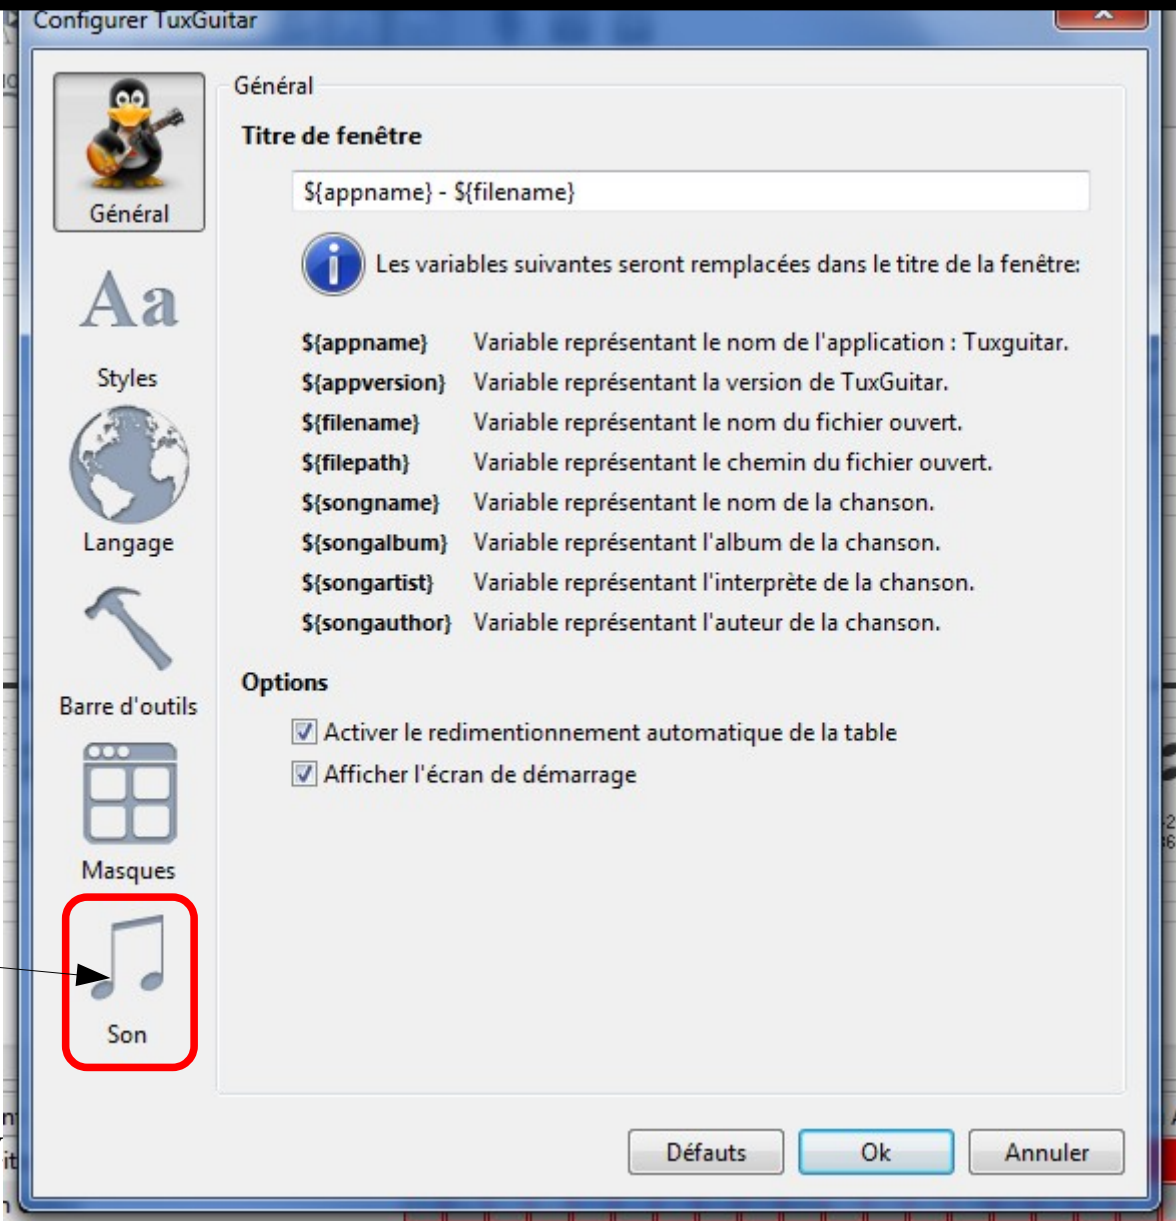 Configurer TuxGuitar
Général
Styles
Langage
Barre d'outils
Masques
Son
Général
Titre de fenêtre
${appname} - ${filename}
Les variables suivantes seront remplacées dans le titre de la fenêtre:
${appname} Variable représentant le nom de l'application : Tuxguitar.
${appversion} Variable représentant la version de TuxGuitar.
${filename} Variable représentant le nom du fichier ouvert.
${filepath} Variable représentant le chemin du fichier ouvert.
${songname} Variable représentant le nom de la chanson.
${songalbum} Variable représentant l'album de la chanson.
${songartist} Variable représentant l'interprète de la chanson.
${songauthor} Variable représentant l'auteur de la chanson.
Options
Activer le redimentionnement automatique de la table
Afficher l'écran de démarrage
Défauts
Ok
Annuler